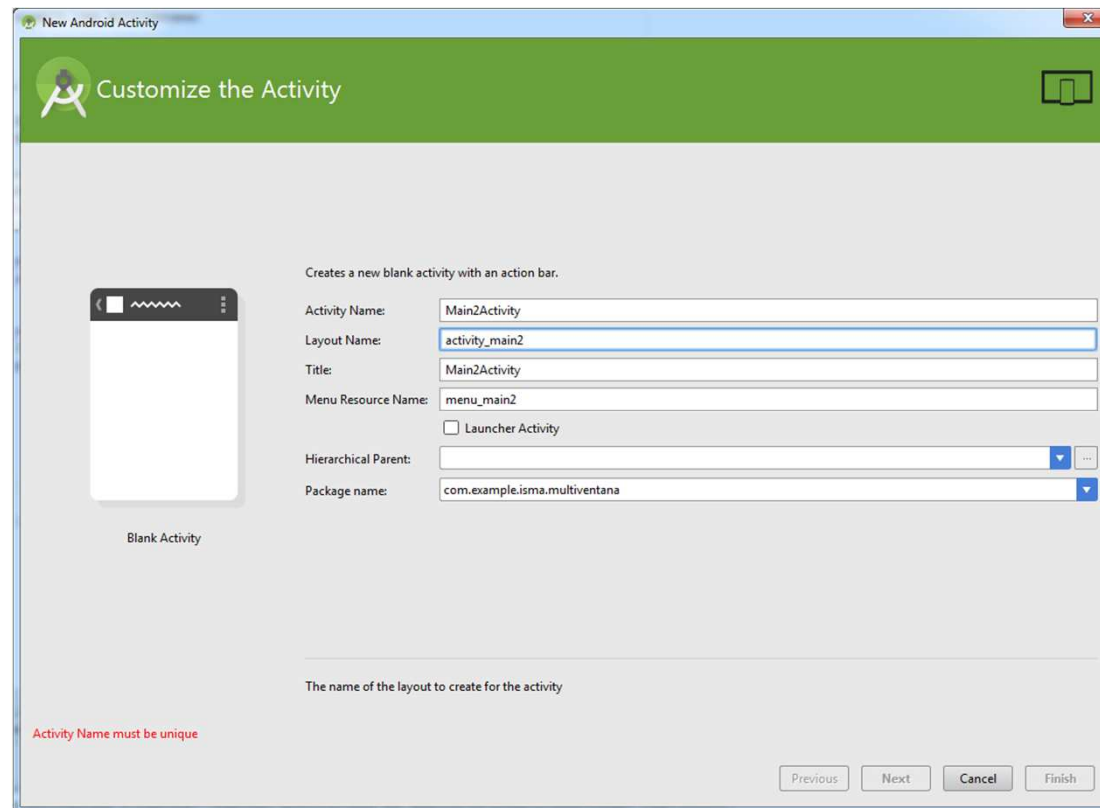 New Android Activity
Customize the Activity
Creates a new blank activity with an action bar.
Activity Name: Main2Activity
Layout Name: activity_main2
Title: Main2Activity
Menu Resource Name: menu_main2
Launcher Activity
Hierarchical Parent: ...
Package name: com.example.isma.multiventana
Blank Activity
The name of the layout to create for the activity
Activity Name must be unique
Previous Next Cancel Finish